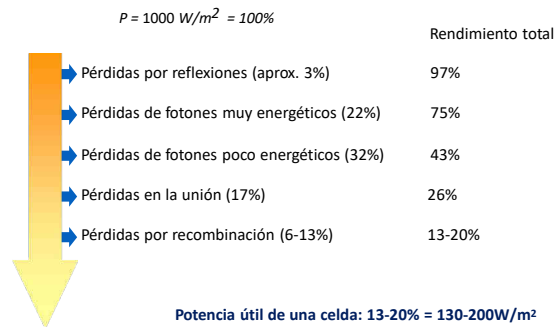 P = 1000 W/m² = 100%
Rendimiento total
Pérdidas por reflexiones (aprox. 3%) 97%
Pérdidas de fotones muy energéticos (22%) 75%
Pérdidas de fotones poco energéticos (32%) 43%
Pérdidas en la unión (17%) 26%
Pérdidas por recombinación (6-13%) 13-20%
Potencia útil de una celda: 13-20% = 130-200W/m²